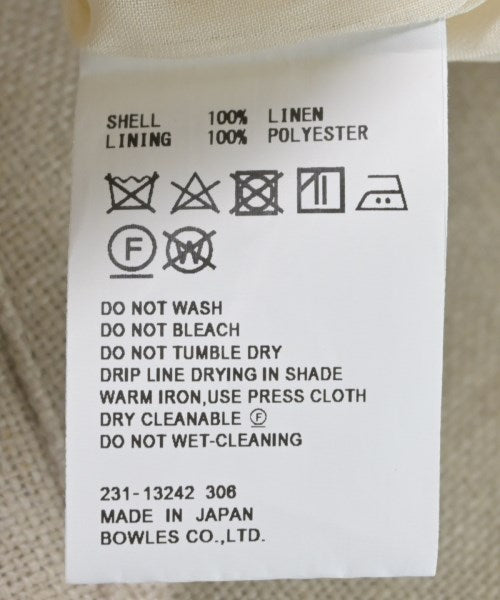 SHELL 100% LINEN
LINING 100% POLYESTER
F W
DO NOT WASH
DO NOT BLEACH
DO NOT TUMBLE DRY
DRIP LINE DRYING IN SHADE
WARM IRON,USE PRESS CLOTH
DRY CLEANABLE Ⓕ
DO NOT WET-CLEANING
231-13242 306
MADE IN JAPAN
BOWLES CO.,LTD.